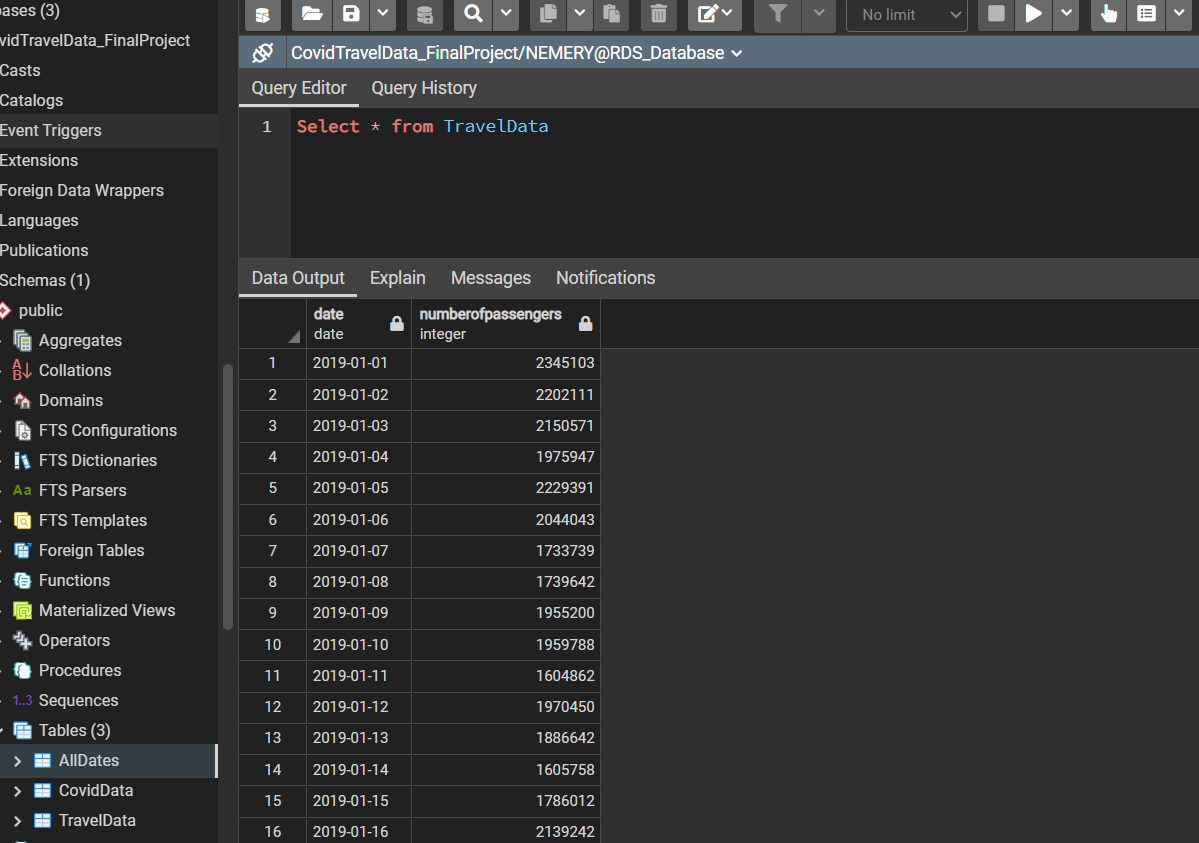 bases (3)
vidTravelData_FinalProject
Casts
Catalogs
Event Triggers
Extensions
Foreign Data Wrappers
Languages
Publications
Schemas (1)
public
Aggregates
Collations
Domains
FTS Configurations
FTS Dictionaries
Aa FTS Parsers
FTS Templates
Foreign Tables
Functions
Materialized Views
Operators
Procedures
1..3 Sequences
Tables (3)
AllDates
CovidData
TravelData
No limit
CovidTravelData_FinalProject/NEMERY@RDS_Database
Query Editor Query History
1 Select * from TravelData
Data Output Explain Messages Notifications
date numberofpassengers
date integer
1 2019-01-01 2345103
2 2019-01-02 2202111
3 2019-01-03 2150571
4 2019-01-04 1975947
5 2019-01-05 2229391
6 2019-01-06 2044043
7 2019-01-07 1733739
8 2019-01-08 1739642
9 2019-01-09 1955200
10 2019-01-10 1959788
11 2019-01-11 1604862
12 2019-01-12 1970450
13 2019-01-13 1886642
14 2019-01-14 1605758
15 2019-01-15 1786012
16 2019-01-16 2139242